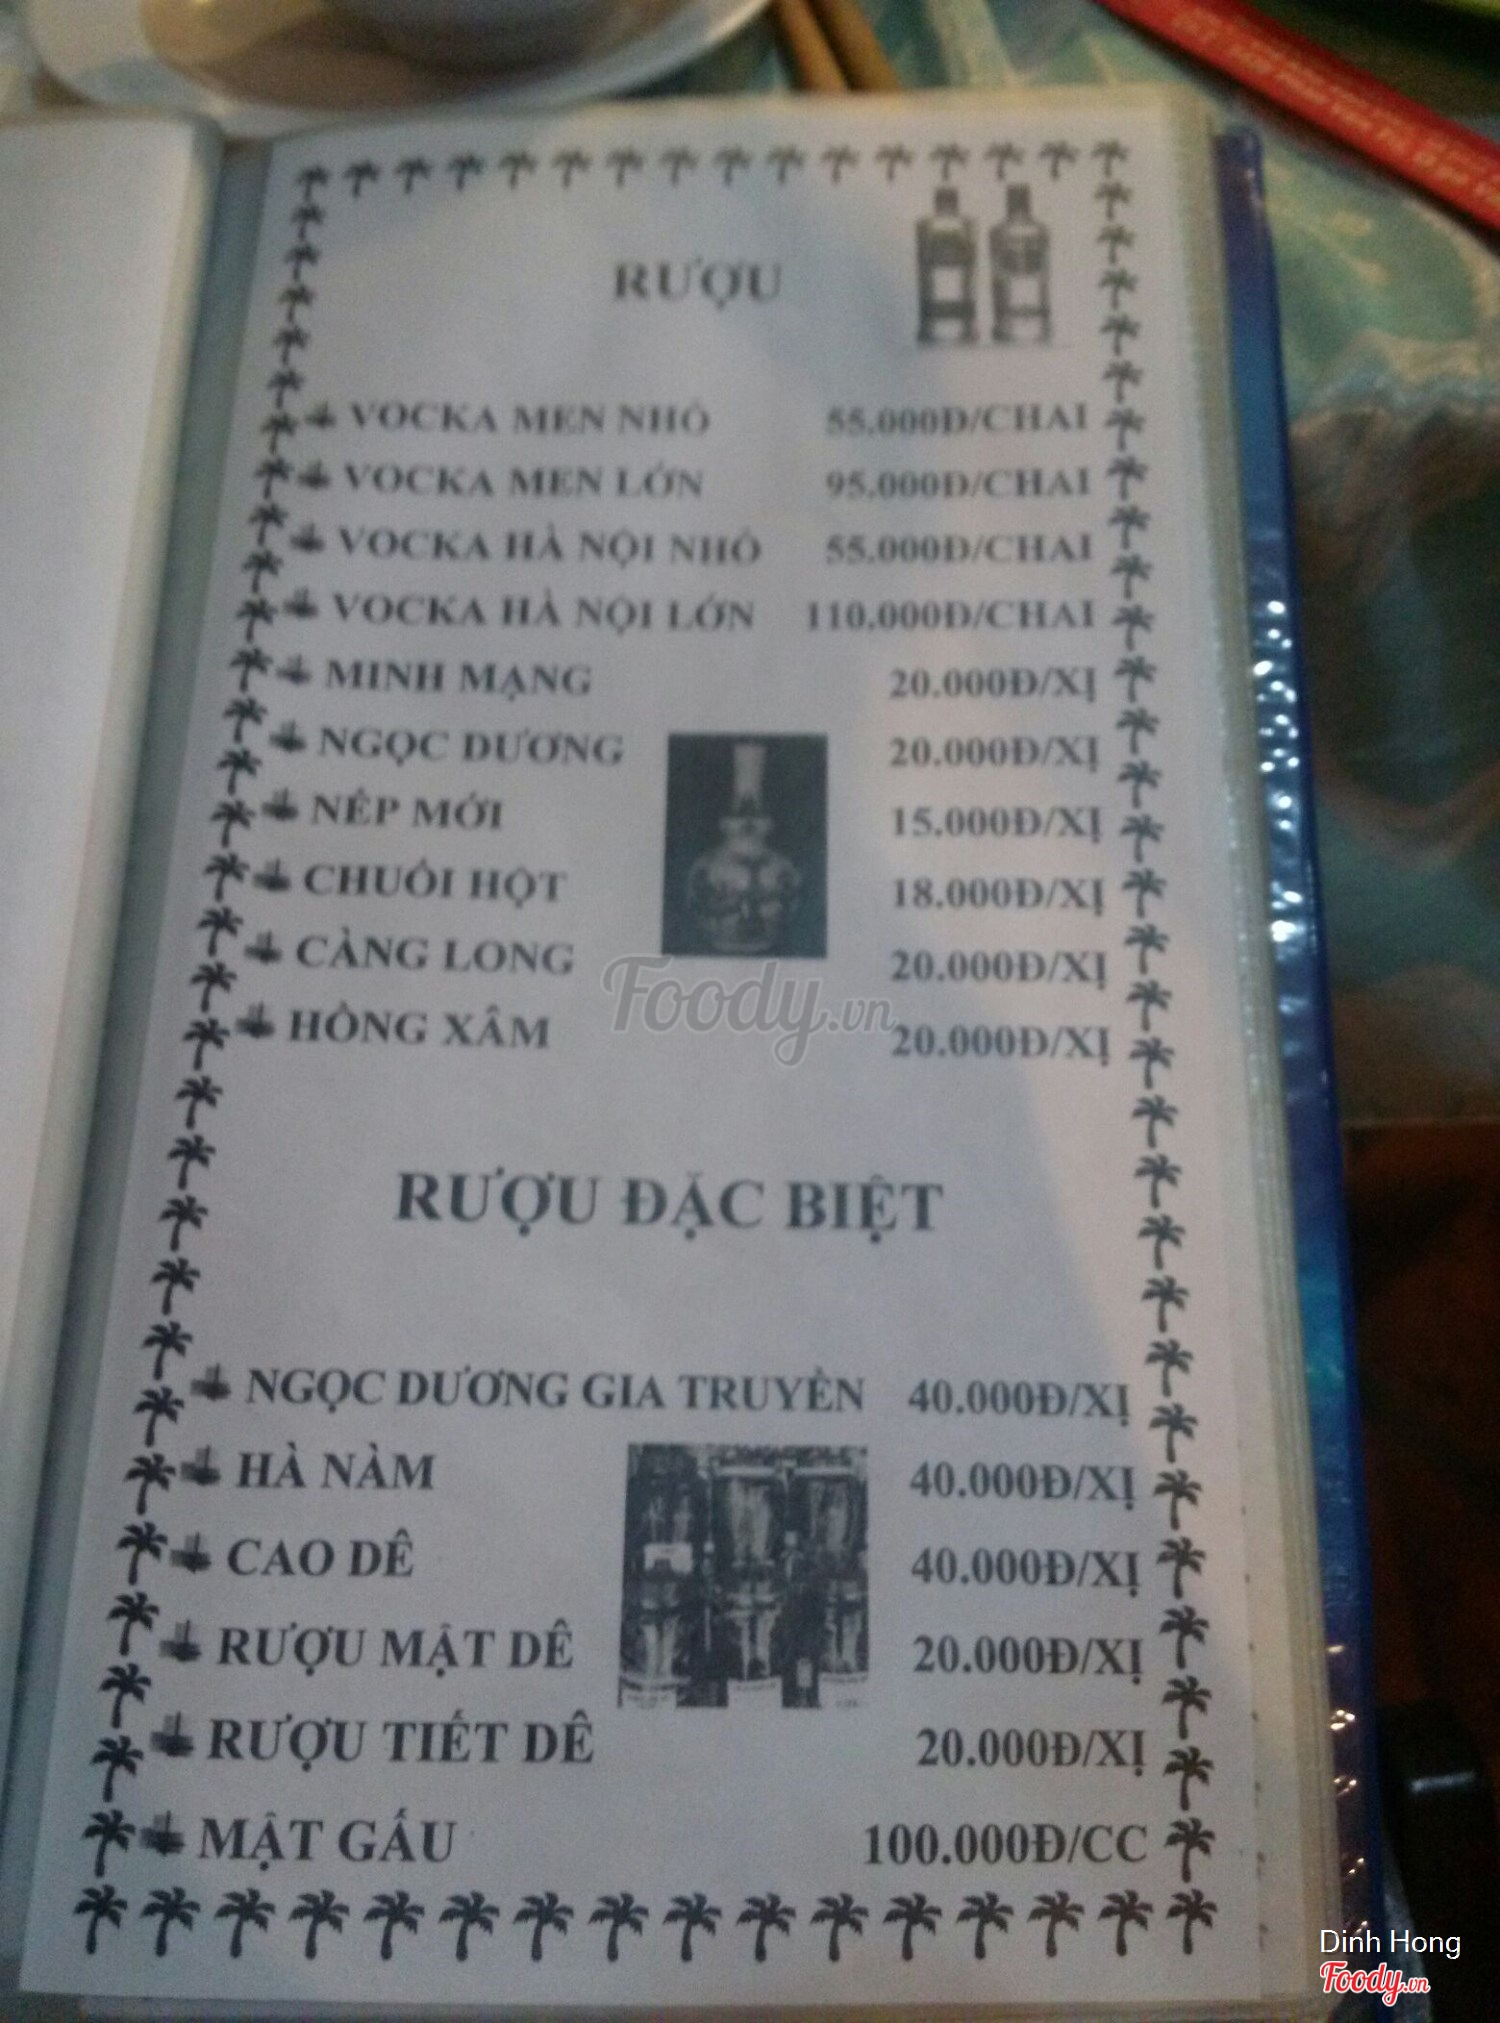 RƯỢU
VOCKA MEN NHỎ 55.000Đ/CHAI
VOCKA MEN LỚN 95.000Đ/CHAI
VOCKA HÀ NỘI NHỎ 55.000Đ/CHAI
VOCKA HÀ NỘI LỚN 110.000Đ/CHAI
MINH MẠNG 20.000Đ/XỊ
NGỌC DƯƠNG 20.000Đ/XỊ
NẾP MỚI 15.000Đ/XỊ
CHUỐI HỘT 18.000Đ/XỊ
CÀNG LONG 20.000Đ/XỊ
HỒNG XÂM 20.000Đ/XỊ
Foody.vn
RƯỢU ĐẶC BIỆT
NGỌC DƯƠNG GIA TRUYỀN 40.000Đ/XỊ
HÀ NÀM 40.000Đ/XỊ
CAO DÊ 40.000Đ/XỊ
RƯỢU MẬT DÊ 20.000Đ/XỊ
RƯỢU TIẾT DÊ 20.000Đ/XỊ
MẬT GẤU 100.000Đ/CC
Dinh Hong
Foody.vn